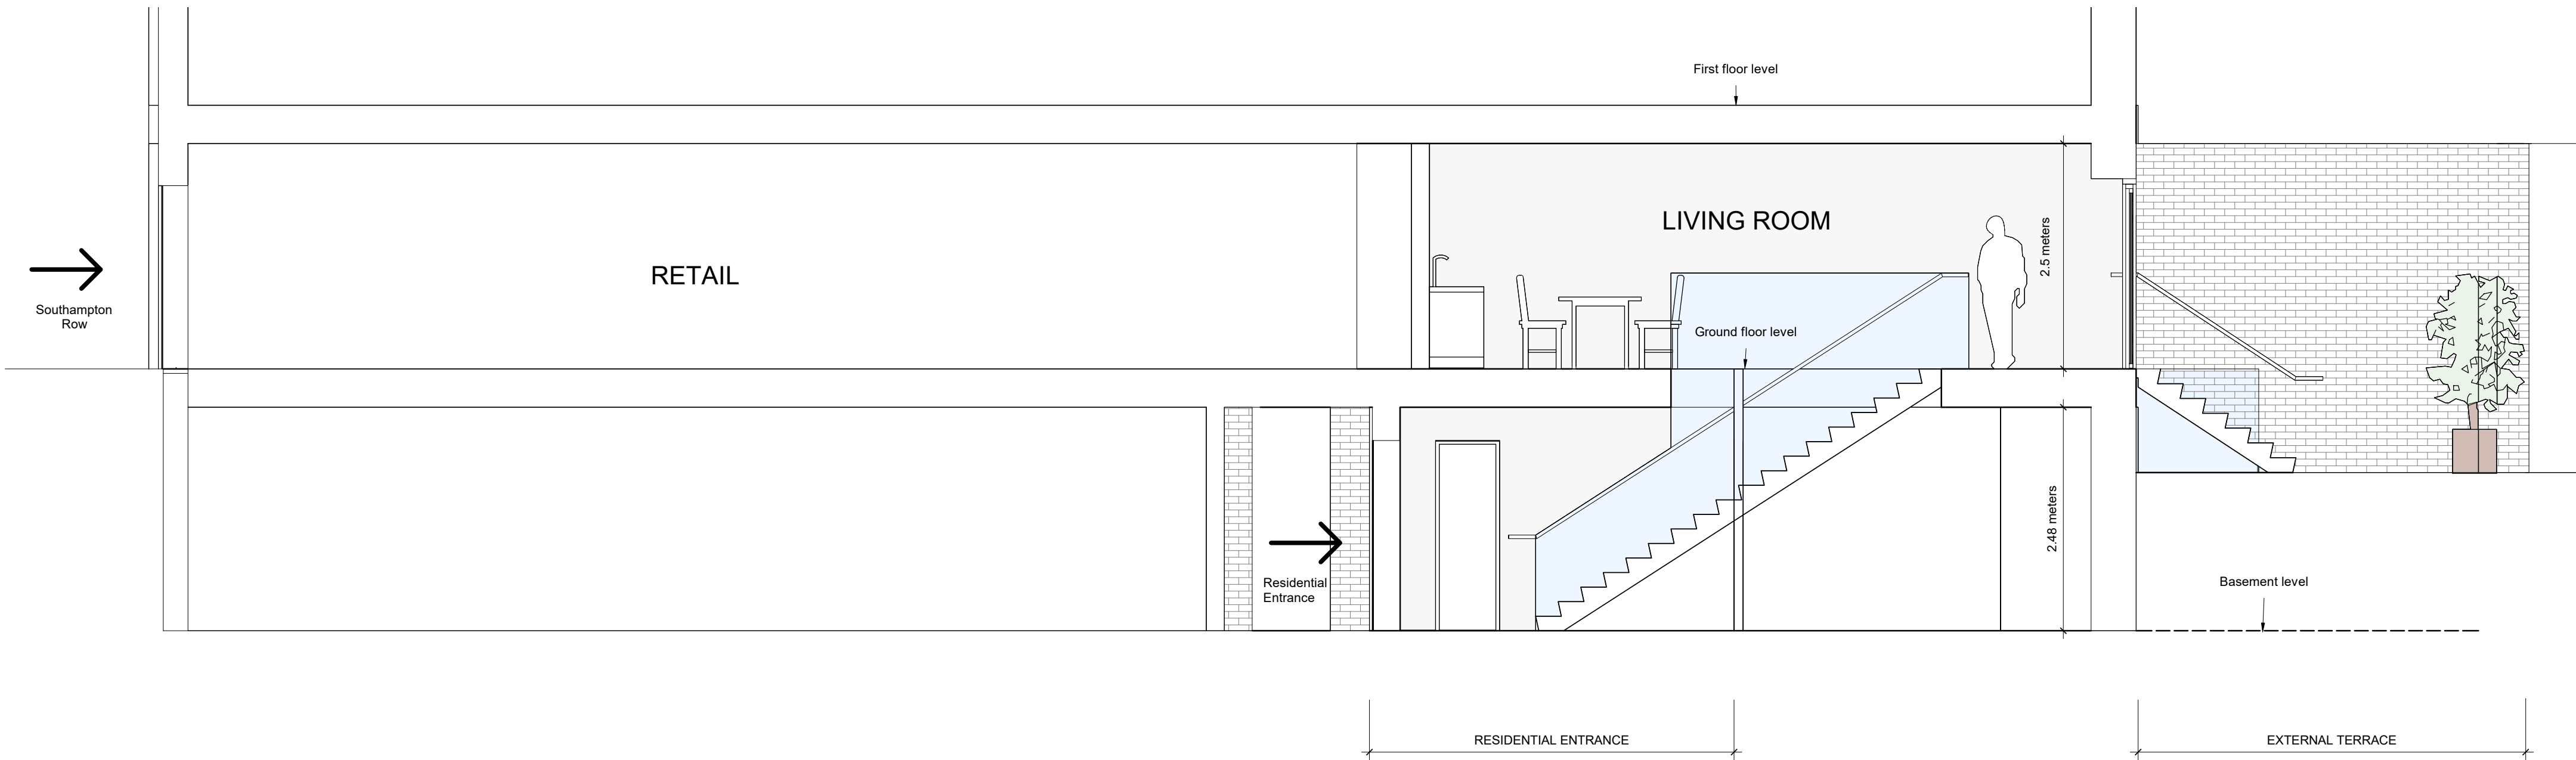 First floor level
LIVING ROOM
2.5 meters
RETAIL
Southampton
Row
Ground floor level
2.48 meters
Residential
Entrance
Basement level
RESIDENTIAL ENTRANCE
EXTERNAL TERRACE